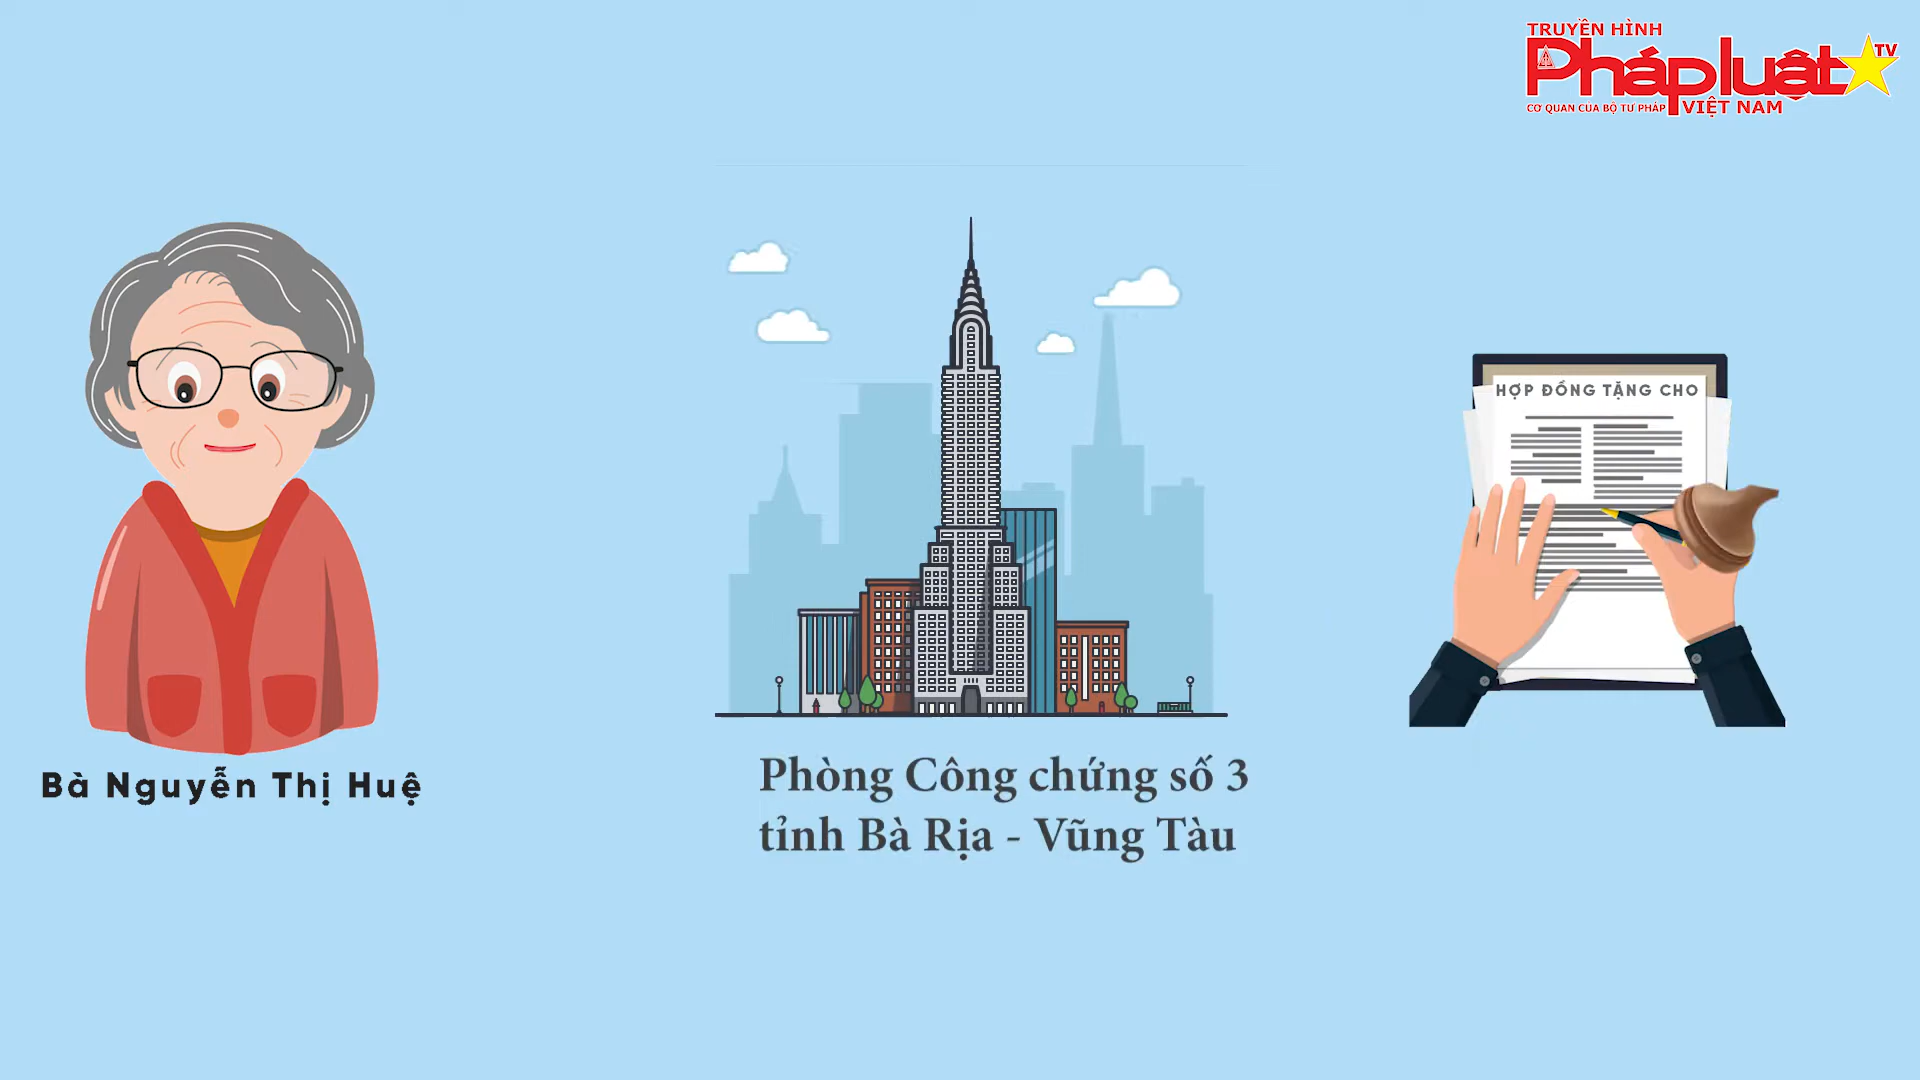 TRUYỀN HÌNH
Pháp luật TV
CƠ QUAN CỦA BỘ TƯ PHÁP VIỆT NAM
HỢP ĐỒNG TẶNG CHO
Bà Nguyễn Thị Huệ
Phòng Công chứng số 3
tỉnh Bà Rịa - Vũng Tàu